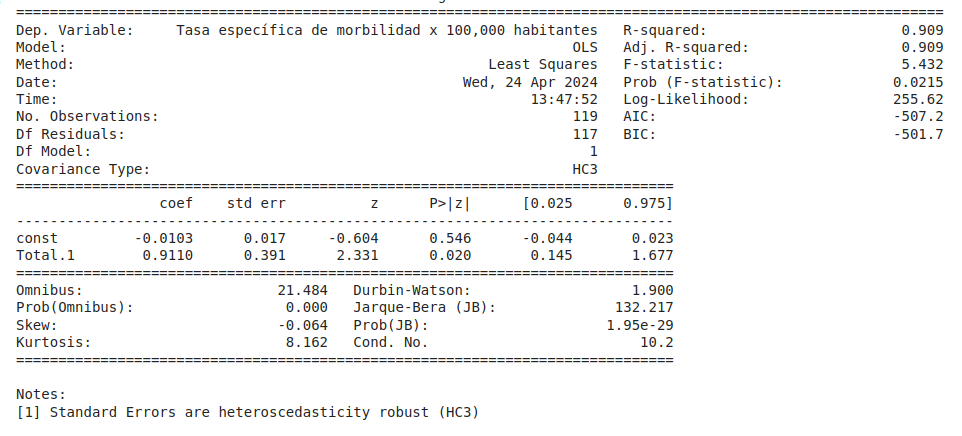 ==============================================================================================================
Dep. Variable:     Tasa específica de morbilidad x 100,000 habitantes   R-squared:                       0.909
Model:                                                            OLS   Adj. R-squared:                  0.909
Method:                                                 Least Squares   F-statistic:                     5.432
Date:                                                Wed, 24 Apr 2024   Prob (F-statistic):             0.0215
Time:                                                        13:47:52   Log-Likelihood:                 255.62
No. Observations:                                                 119   AIC:                            -507.2
Df Residuals:                                                     117   BIC:                            -501.7
Df Model:                                                           1
Covariance Type:                                                  HC3
==============================================================================
                 coef    std err          z      P>|z|      [0.025      0.975]
------------------------------------------------------------------------------
const         -0.0103      0.017     -0.604      0.546      -0.044       0.023
Total.1        0.9110      0.391      2.331      0.020       0.145       1.677
==============================================================================
Omnibus:                       21.484   Durbin-Watson:                   1.900
Prob(Omnibus):                  0.000   Jarque-Bera (JB):              132.217
Skew:                          -0.064   Prob(JB):                     1.95e-29
Kurtosis:                       8.162   Cond. No.                         10.2
==============================================================================

Notes:
[1] Standard Errors are heteroscedasticity robust (HC3)